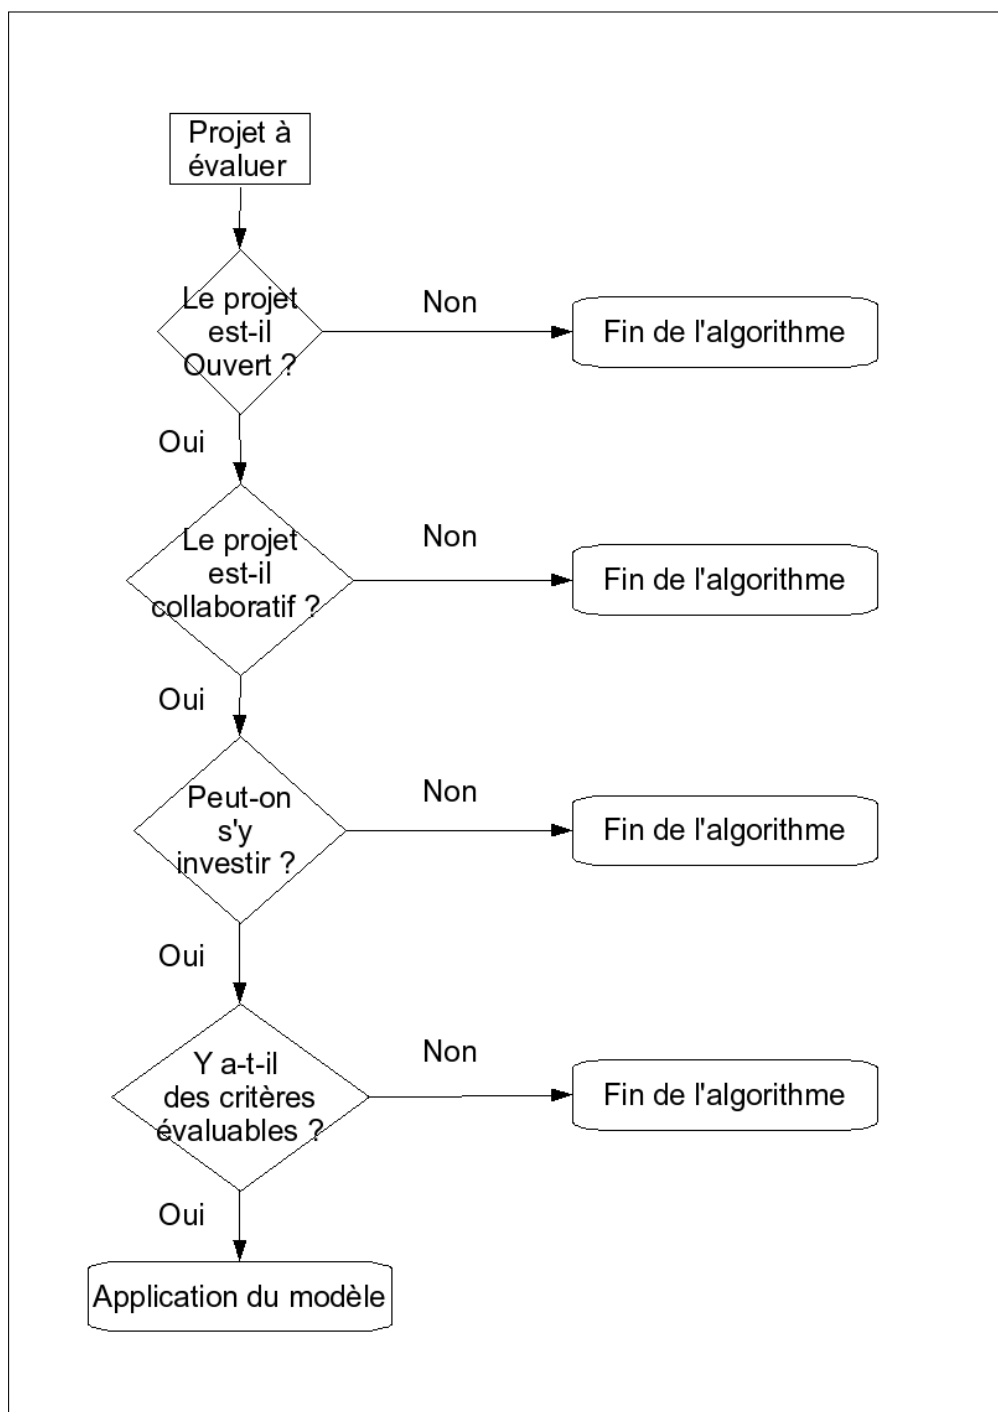 Projet à
évaluer
Le projet
est-il
Ouvert ?
Non
Fin de l'algorithme
Oui
Le projet
est-il
collaboratif ?
Non
Fin de l'algorithme
Oui
Peut-on
s'y
investir ?
Non
Fin de l'algorithme
Oui
Y a-t-il
des critères
évaluables ?
Non
Fin de l'algorithme
Oui
Application du modèle